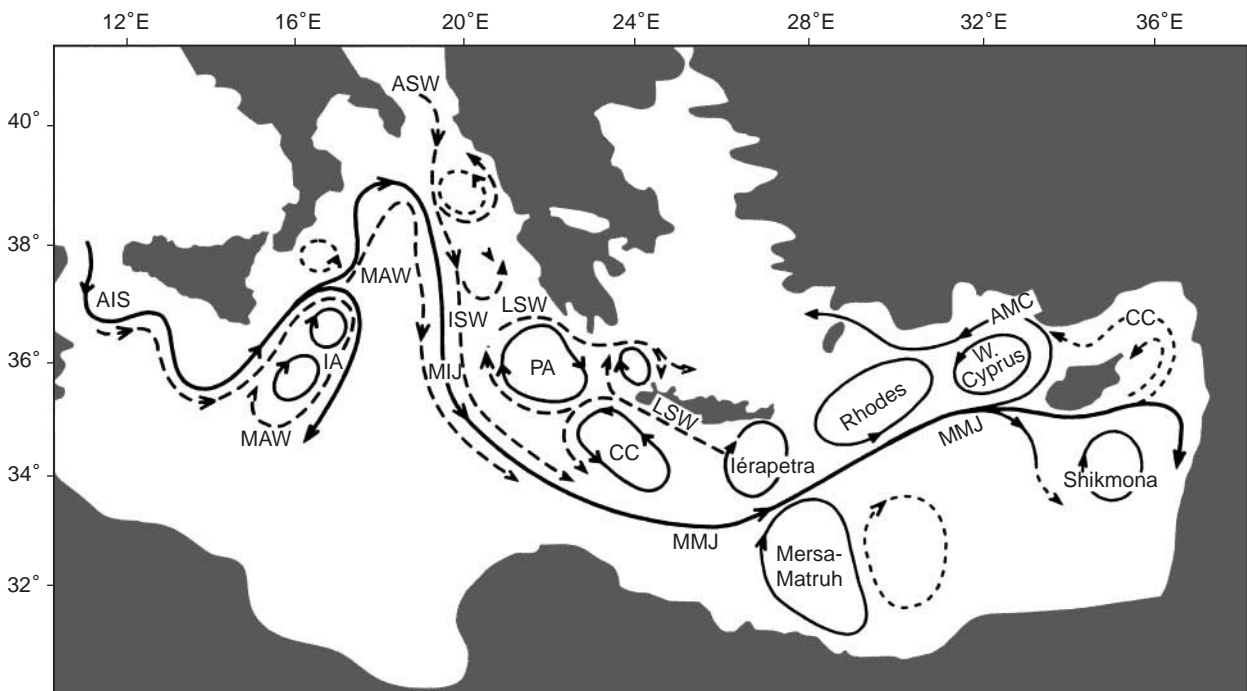 12°E 16°E 20°E 24°E 28°E 32°E 36°E
ASW
40°
38°
MAW
AIS
LSW
AMC
CC
ISW
W.
Cyprus
36°
IA
MIJ
PA
Rhodes
LSW
MAW
MMJ
CC
Iérapetra
Shikmona
34°
MMJ
Mersa-
Matruh
32°